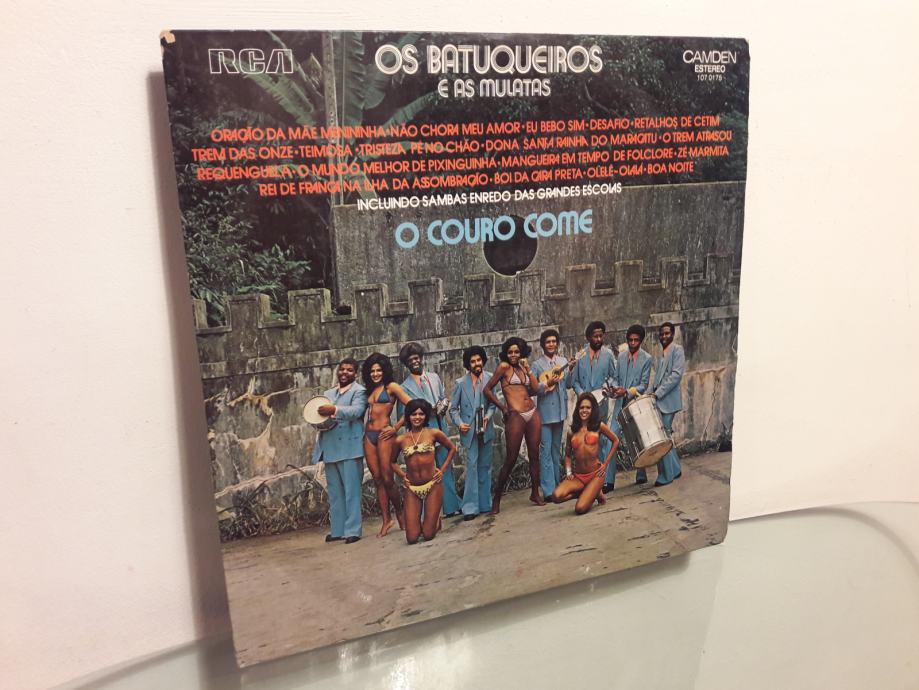 RCA
OS BATUQUEIROS
E AS MULATAS
CAMDEN
ESTEREO
107 0175
ORAÇÃO DA MÃE MENININHA • NÃO CHORA MEU AMOR • EU BEBO SIM • DESAFIO • RETALHOS DE CETIM
TREM DAS ONZE • TEIMOSA • TRISTEZA PÉ NO CHÃO • DONA SANTA RAINHA DO MARACATU • O TREM ATRASOU
REQUENGUELA • O MUNDO MELHOR DE PIXINGUINHA • MANGUEIRA EM TEMPO DE FOLCLORE • ZÉ MARMITA
REI DE FRANÇA NA ILHA DA ASSOMBRAÇÃO • BOI DA CARA PRETA • OLÊLÊ • OLALÁ • BOA NOITE
INCLUINDO SAMBAS ENREDO DAS GRANDES ESCOLAS
O COURO COME